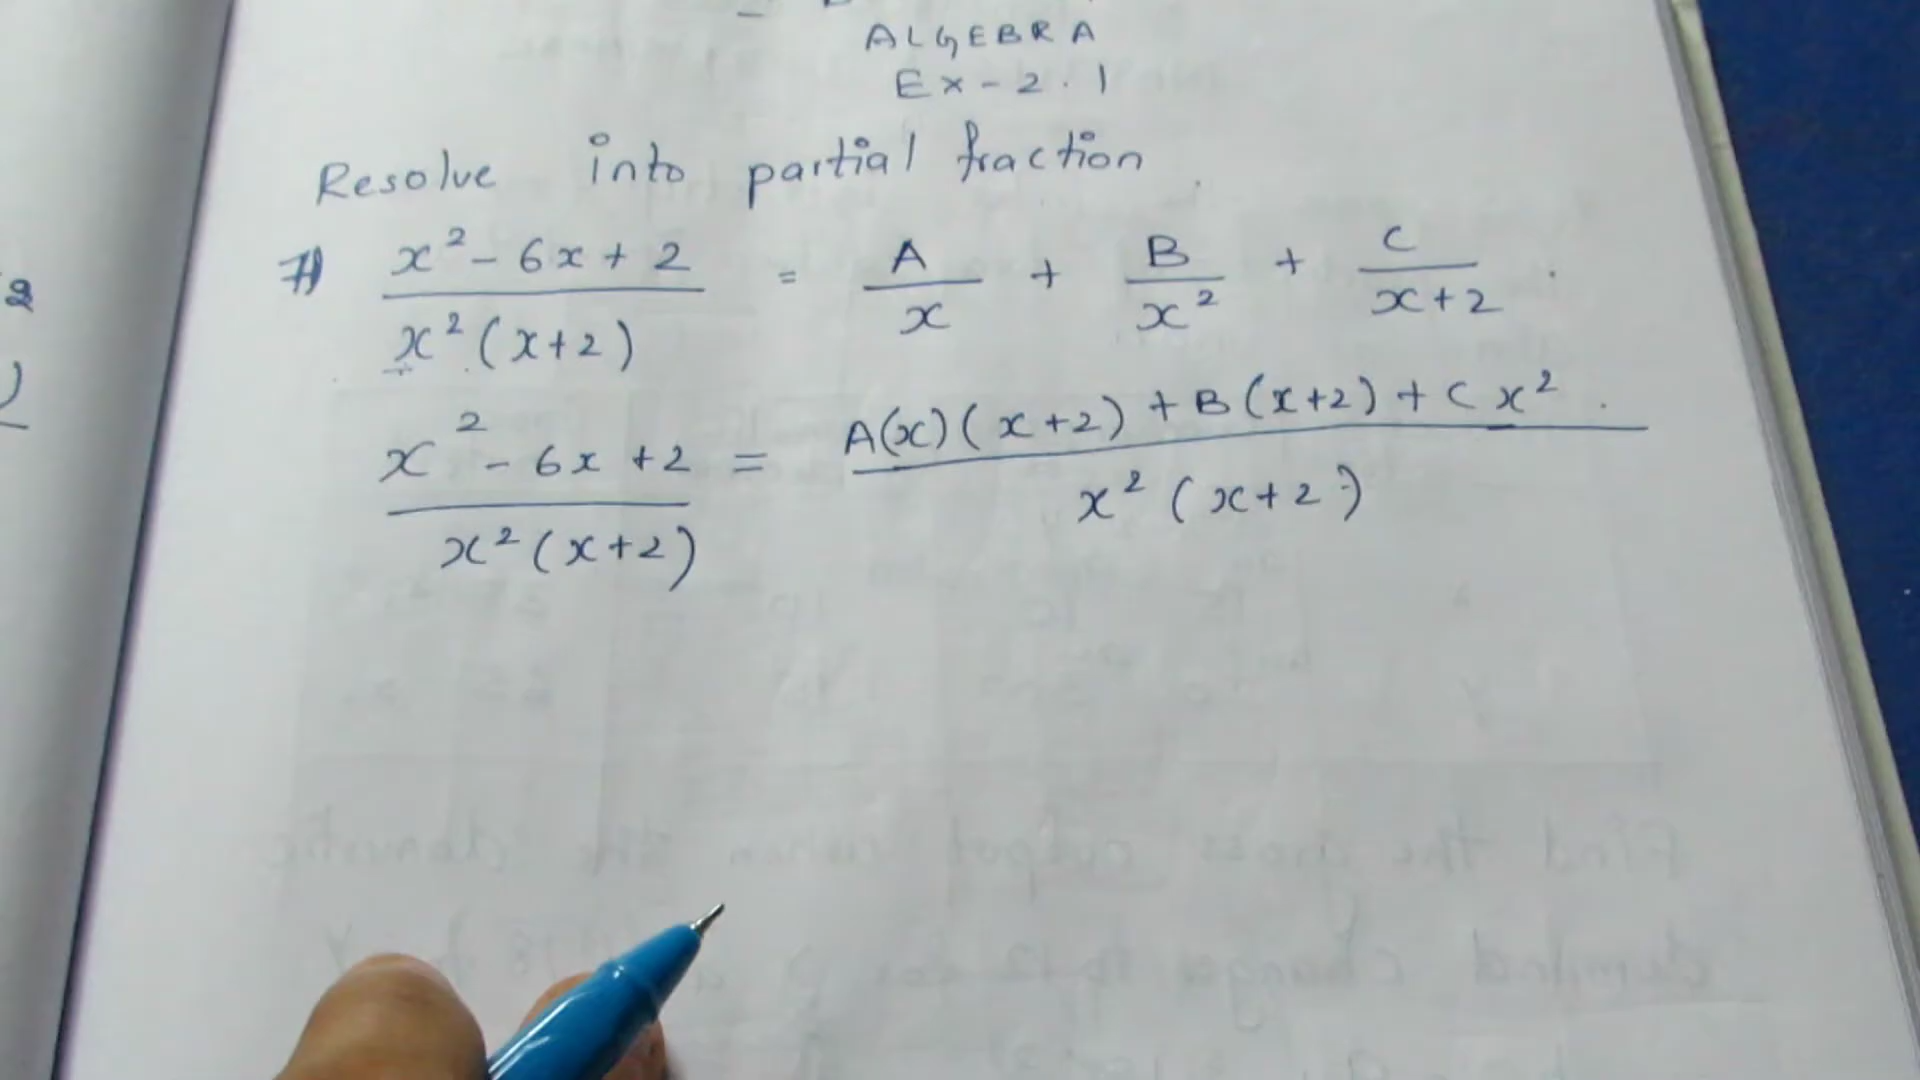 ALGEBRA
Ex - 2.1
Resolve into partial fraction
7) x² - 6x + 2 / x²(x+2) = A/x + B/x² + C/x+2
x² - 6x + 2 / x²(x+2) = A(x)(x+2) + B(x+2) + Cx² / x²(x+2)